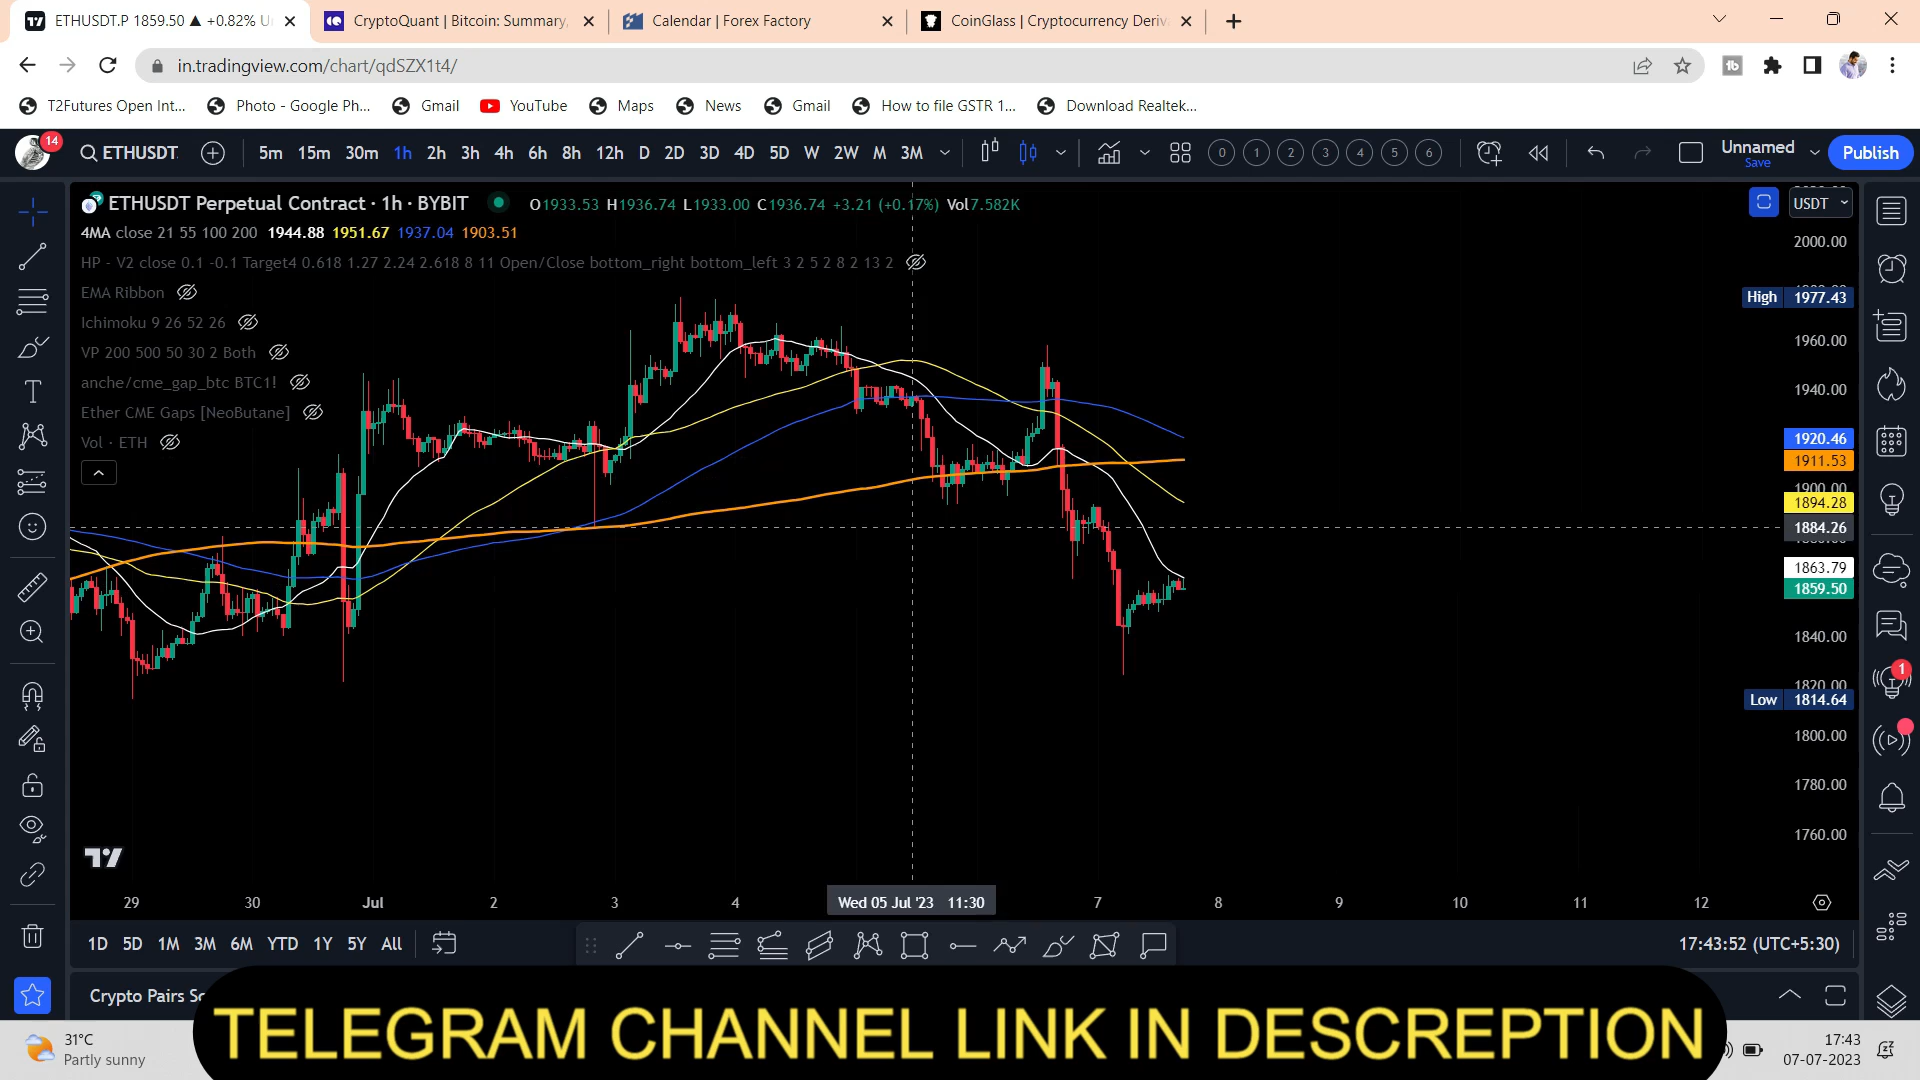 ETHUSDT.P 1859.50 ▲ +0.82% U
CryptoQuant | Bitcoin: Summary,
Calendar | Forex Factory
CoinGlass | Cryptocurrency Deriv
in.tradingview.com/chart/qdSZX1t4/
T2Futures Open Int...
Photo - Google Ph...
Gmail
YouTube
Maps
News
Gmail
How to file GSTR 1...
Download Realtek...
14
ETHUSDT.
5m 15m 30m 1h 2h 3h 4h 6h 8h 12h D 2D 3D 4D 5D W 2W M 3M
0 1 2 3 4 5 6
Unnamed
Save
Publish
ETHUSDT Perpetual Contract · 1h · BYBIT
O1933.53 H1936.74 L1933.00 C1936.74 +3.21 (+0.17%) Vol7.582K
USDT
4MA close 21 55 100 200 1944.88 1951.67 1937.04 1903.51
HP - V2 close 0.1 -0.1 Target4 0.618 1.27 2.24 2.618 8 11 Open/Close bottom_right bottom_left 3 2 5 2 8 2 13 2
EMA Ribbon
Ichimoku 9 26 52 26
VP 200 500 50 30 2 Both
anche/cme_gap_btc BTC1!
Ether CME Gaps [NeoButane]
Vol · ETH
2000.00
High 1977.43
1960.00
1940.00
1920.46
1911.53
1900.00
1894.28
1884.26
1863.79
1859.50
1840.00
1820.00
Low 1814.64
1800.00
1780.00
1760.00
1
29 30 Jul 2 3 4 Wed 05 Jul '23 11:30 7 8 9 10 11 12
1D 5D 1M 3M 6M YTD 1Y 5Y All
17:43:52 (UTC+5:30)
Crypto Pairs Sc
TELEGRAM CHANNEL LINK IN DESCREPTION
31°C
Partly sunny
17:43
07-07-2023